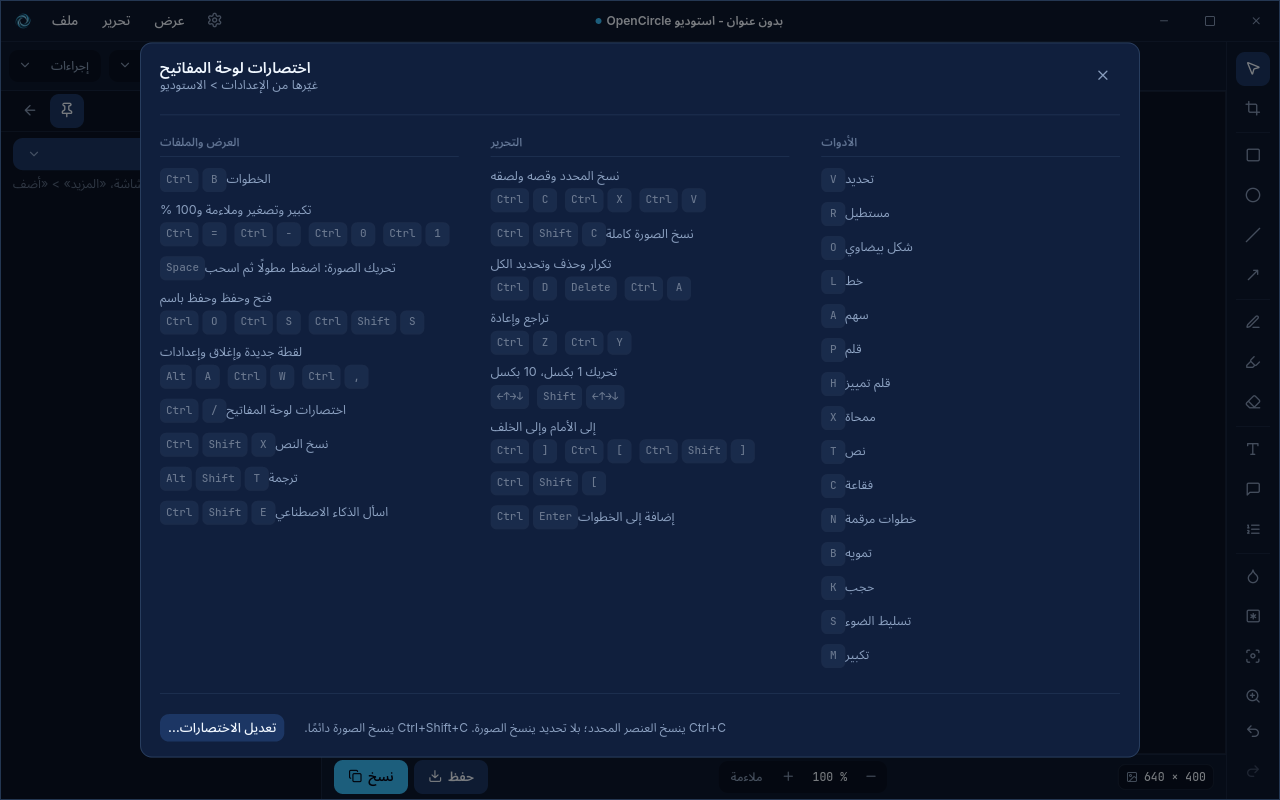 ملف
تحرير
عرض
بدون عنوان - استوديو OpenCircle
إجراءات
اختصارات لوحة المفاتيح
غيّرها من الإعدادات > الاستوديو
الأدوات
تحديد V
مستطيل R
شكل بيضاوي O
خط L
سهم A
قلم P
قلم تمييز H
ممحاة X
نص T
فقاعة C
خطوات مرقمة N
تمويه B
حجب K
تسليط الضوء S
تكبير M
التحرير
نسخ المحدد وقصه ولصقه
Ctrl C Ctrl X Ctrl V
نسخ الصورة كاملة Ctrl Shift C
تكرار وحذف وتحديد الكل
Ctrl D Delete Ctrl A
تراجع وإعادة
Ctrl Z Ctrl Y
تحريك 1 بكسل، 10 بكسل
←↑→↓ Shift ←↑→↓
إلى الأمام وإلى الخلف
Ctrl ] Ctrl [ Ctrl Shift ]
Ctrl Shift [
إضافة إلى الخطوات Ctrl Enter
العرض والملفات
الخطوات Ctrl B
تكبير وتصغير وملاءمة و100 %
Ctrl = Ctrl - Ctrl 0 Ctrl 1
تحريك الصورة: اضغط مطولًا ثم اسحب Space
فتح وحفظ وحفظ باسم
Ctrl O Ctrl S Ctrl Shift S
لقطة جديدة وإغلاق وإعدادات
Alt A Ctrl W Ctrl ,
اختصارات لوحة المفاتيح Ctrl /
نسخ النص Ctrl Shift X
ترجمة Alt Shift T
اسأل الذكاء الاصطناعي Ctrl Shift E
شاشة. «المزيد» > «أضف
Ctrl+C ينسخ العنصر المحدد؛ بلا تحديد ينسخ الصورة. Ctrl+Shift+C ينسخ الصورة دائمًا.
تعديل الاختصارات...
نسخ
حفظ
ملاءمة
100 %
640 × 400